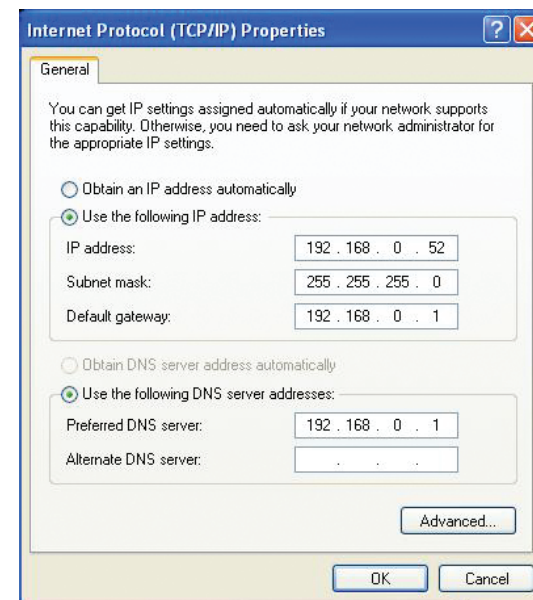 Internet Protocol (TCP/IP) Properties
General
You can get IP settings assigned automatically if your network supports
this capability. Otherwise, you need to ask your network administrator for
the appropriate IP settings.
Obtain an IP address automatically
Use the following IP address:
IP address: 192 . 168 . 0 . 52
Subnet mask: 255 . 255 . 255 . 0
Default gateway: 192 . 168 . 0 . 1
Obtain DNS server address automatically
Use the following DNS server addresses:
Preferred DNS server: 192 . 168 . 0 . 1
Alternate DNS server: . . .
Advanced...
OK Cancel